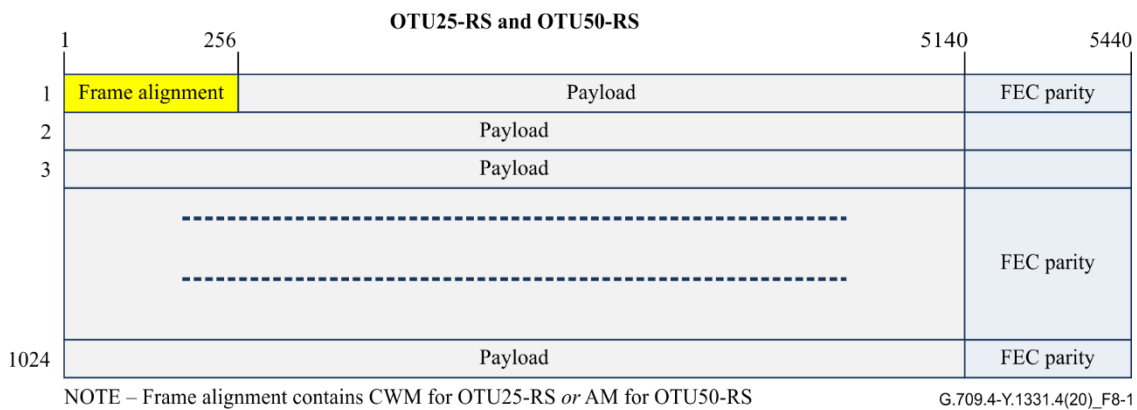 OTU25-RS and OTU50-RS
1 256 5140 5440
1 Frame alignment Payload FEC parity
2 Payload
3 Payload
FEC parity
1024 Payload FEC parity
NOTE – Frame alignment contains CWM for OTU25-RS or AM for OTU50-RS
G.709.4-Y.1331.4(20)_F8-1